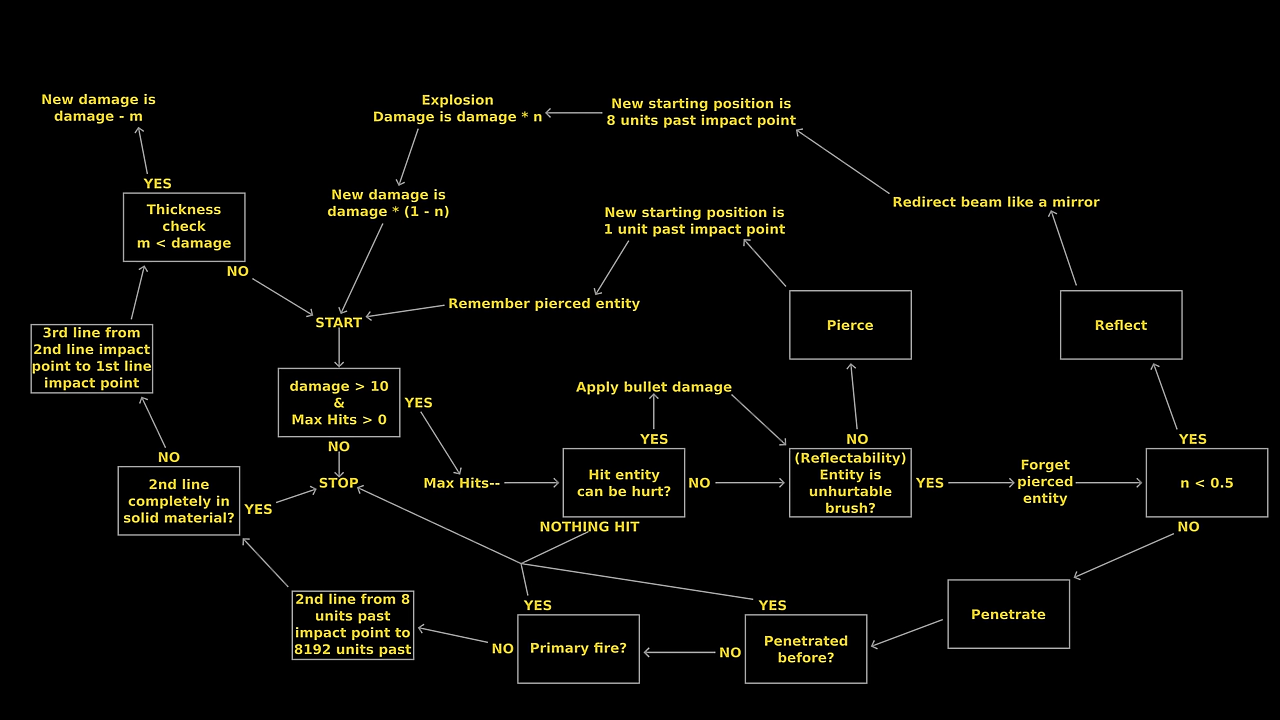 New damage is
damage - m
Explosion
Damage is damage * n
New starting position is
8 units past impact point
YES
Thickness
check
m < damage
NO
New damage is
damage * (1 - n)
New starting position is
1 unit past impact point
Redirect beam like a mirror
Remember pierced entity
START
3rd line from
2nd line impact
point to 1st line
impact point
Pierce
Reflect
damage > 10
&
Max Hits > 0
YES
NO
Apply bullet damage
YES
NO
YES
NO
2nd line
completely in
solid material?
YES
STOP
Max Hits--
Hit entity
can be hurt?
NO
NOTHING HIT
(Reflectability)
Entity is
unhurtable
brush?
YES
Forget
pierced
entity
n < 0.5
NO
2nd line from 8
units past
impact point to
8192 units past
YES
NO
Primary fire?
YES
NO
Penetrated
before?
Penetrate